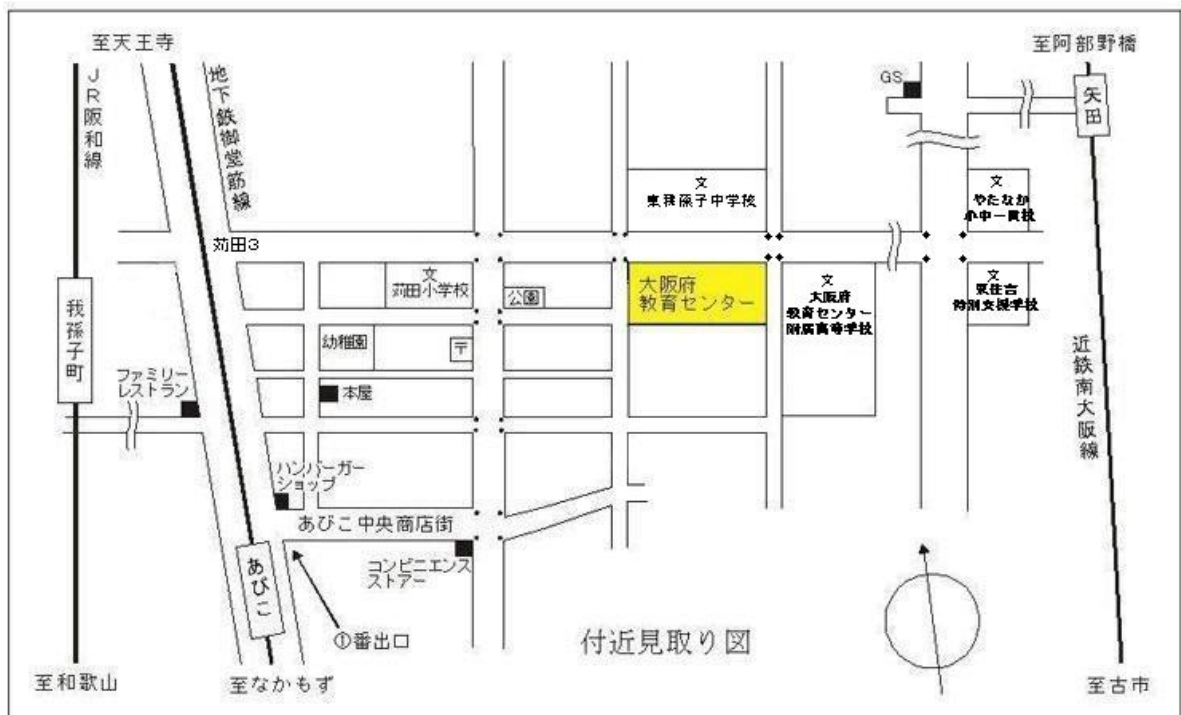 至天王寺
至阿部野橋
JR阪和線
地下鉄御堂筋線
GS
矢田
文
東我孫子中学校
文
やたなか
小中一貫校
苅田3
文
苅田小学校
公園
大阪府
教育センター
文
大阪府
教育センター
附属高等学校
文
東住吉
特別支援学校
我孫子町
幼稚園
〒
近鉄南大阪線
ファミリー
レストラン
本屋
ハンバーガー
ショップ
あびこ中央商店街
あびこ
コンビニエンス
ストアー
①番出口
付近見取り図
至和歌山
至なかもず
至古市